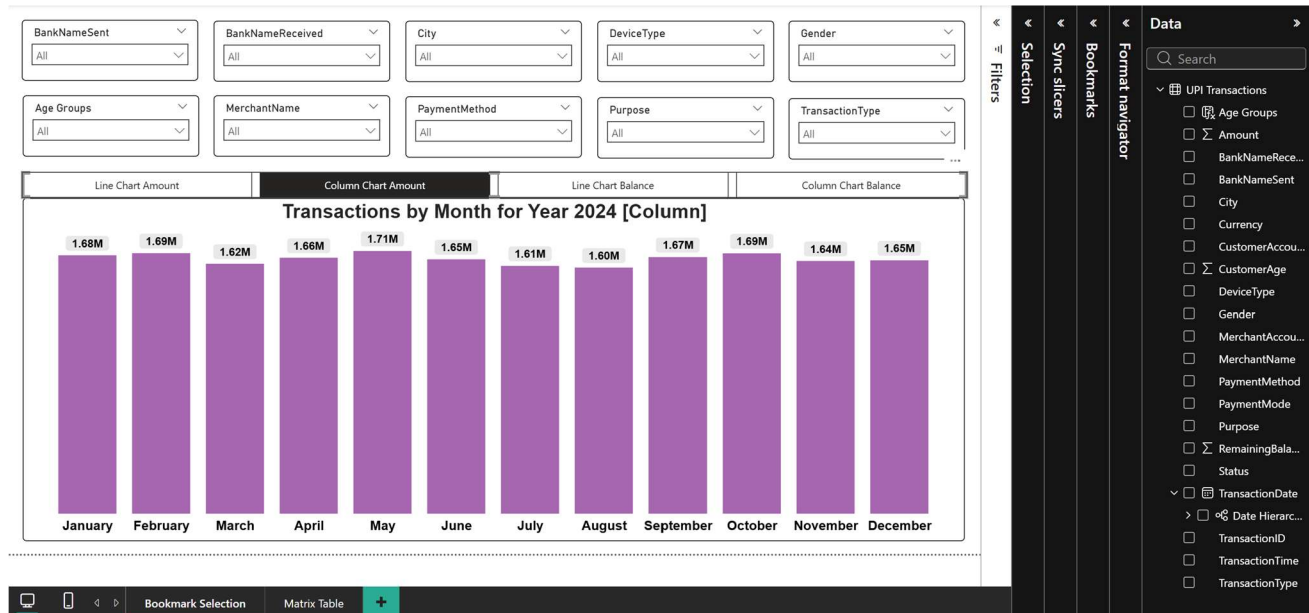 BankNameSent
All
BankNameReceived
All
City
All
DeviceType
All
Gender
All
Age Groups
All
MerchantName
All
PaymentMethod
All
Purpose
All
TransactionType
All
Line Chart Amount
Column Chart Amount
Line Chart Balance
Column Chart Balance
Transactions by Month for Year 2024 [Column]
1.68M
1.69M
1.62M
1.66M
1.71M
1.65M
1.61M
1.60M
1.67M
1.69M
1.64M
1.65M
January
February
March
April
May
June
July
August
September
October
November
December
Filters
Selection
Sync slicers
Bookmarks
Format navigator
Data
Search
UPI Transactions
Age Groups
Amount
BankNameRece...
BankNameSent
City
Currency
CustomerAccou...
CustomerAge
DeviceType
Gender
MerchantAccou...
MerchantName
PaymentMethod
PaymentMode
Purpose
RemainingBala...
Status
TransactionDate
Date Hierarc...
TransactionID
TransactionTime
TransactionType
Bookmark Selection
Matrix Table